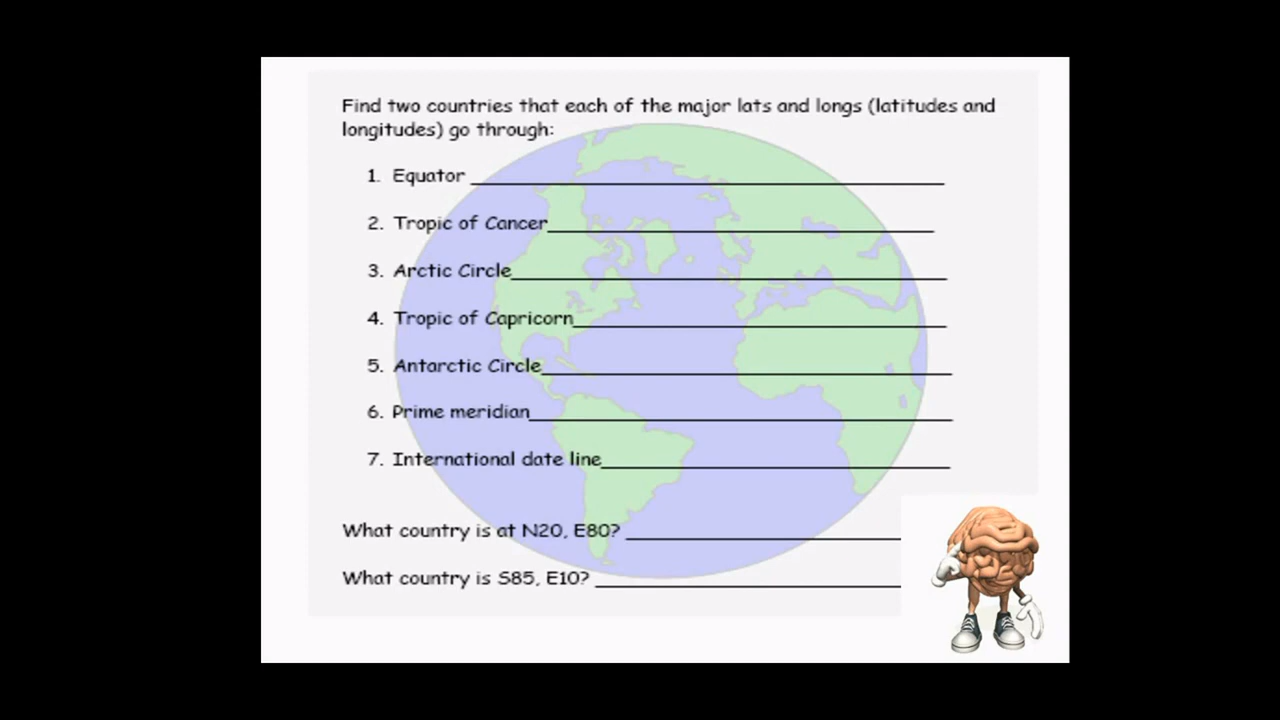 Find two countries that each of the major lats and longs (latitudes and
longitudes) go through:
1. Equator
2. Tropic of Cancer
3. Arctic Circle
4. Tropic of Capricorn
5. Antarctic Circle
6. Prime meridian
7. International date line
What country is at N20, E80?
What country is S85, E10?